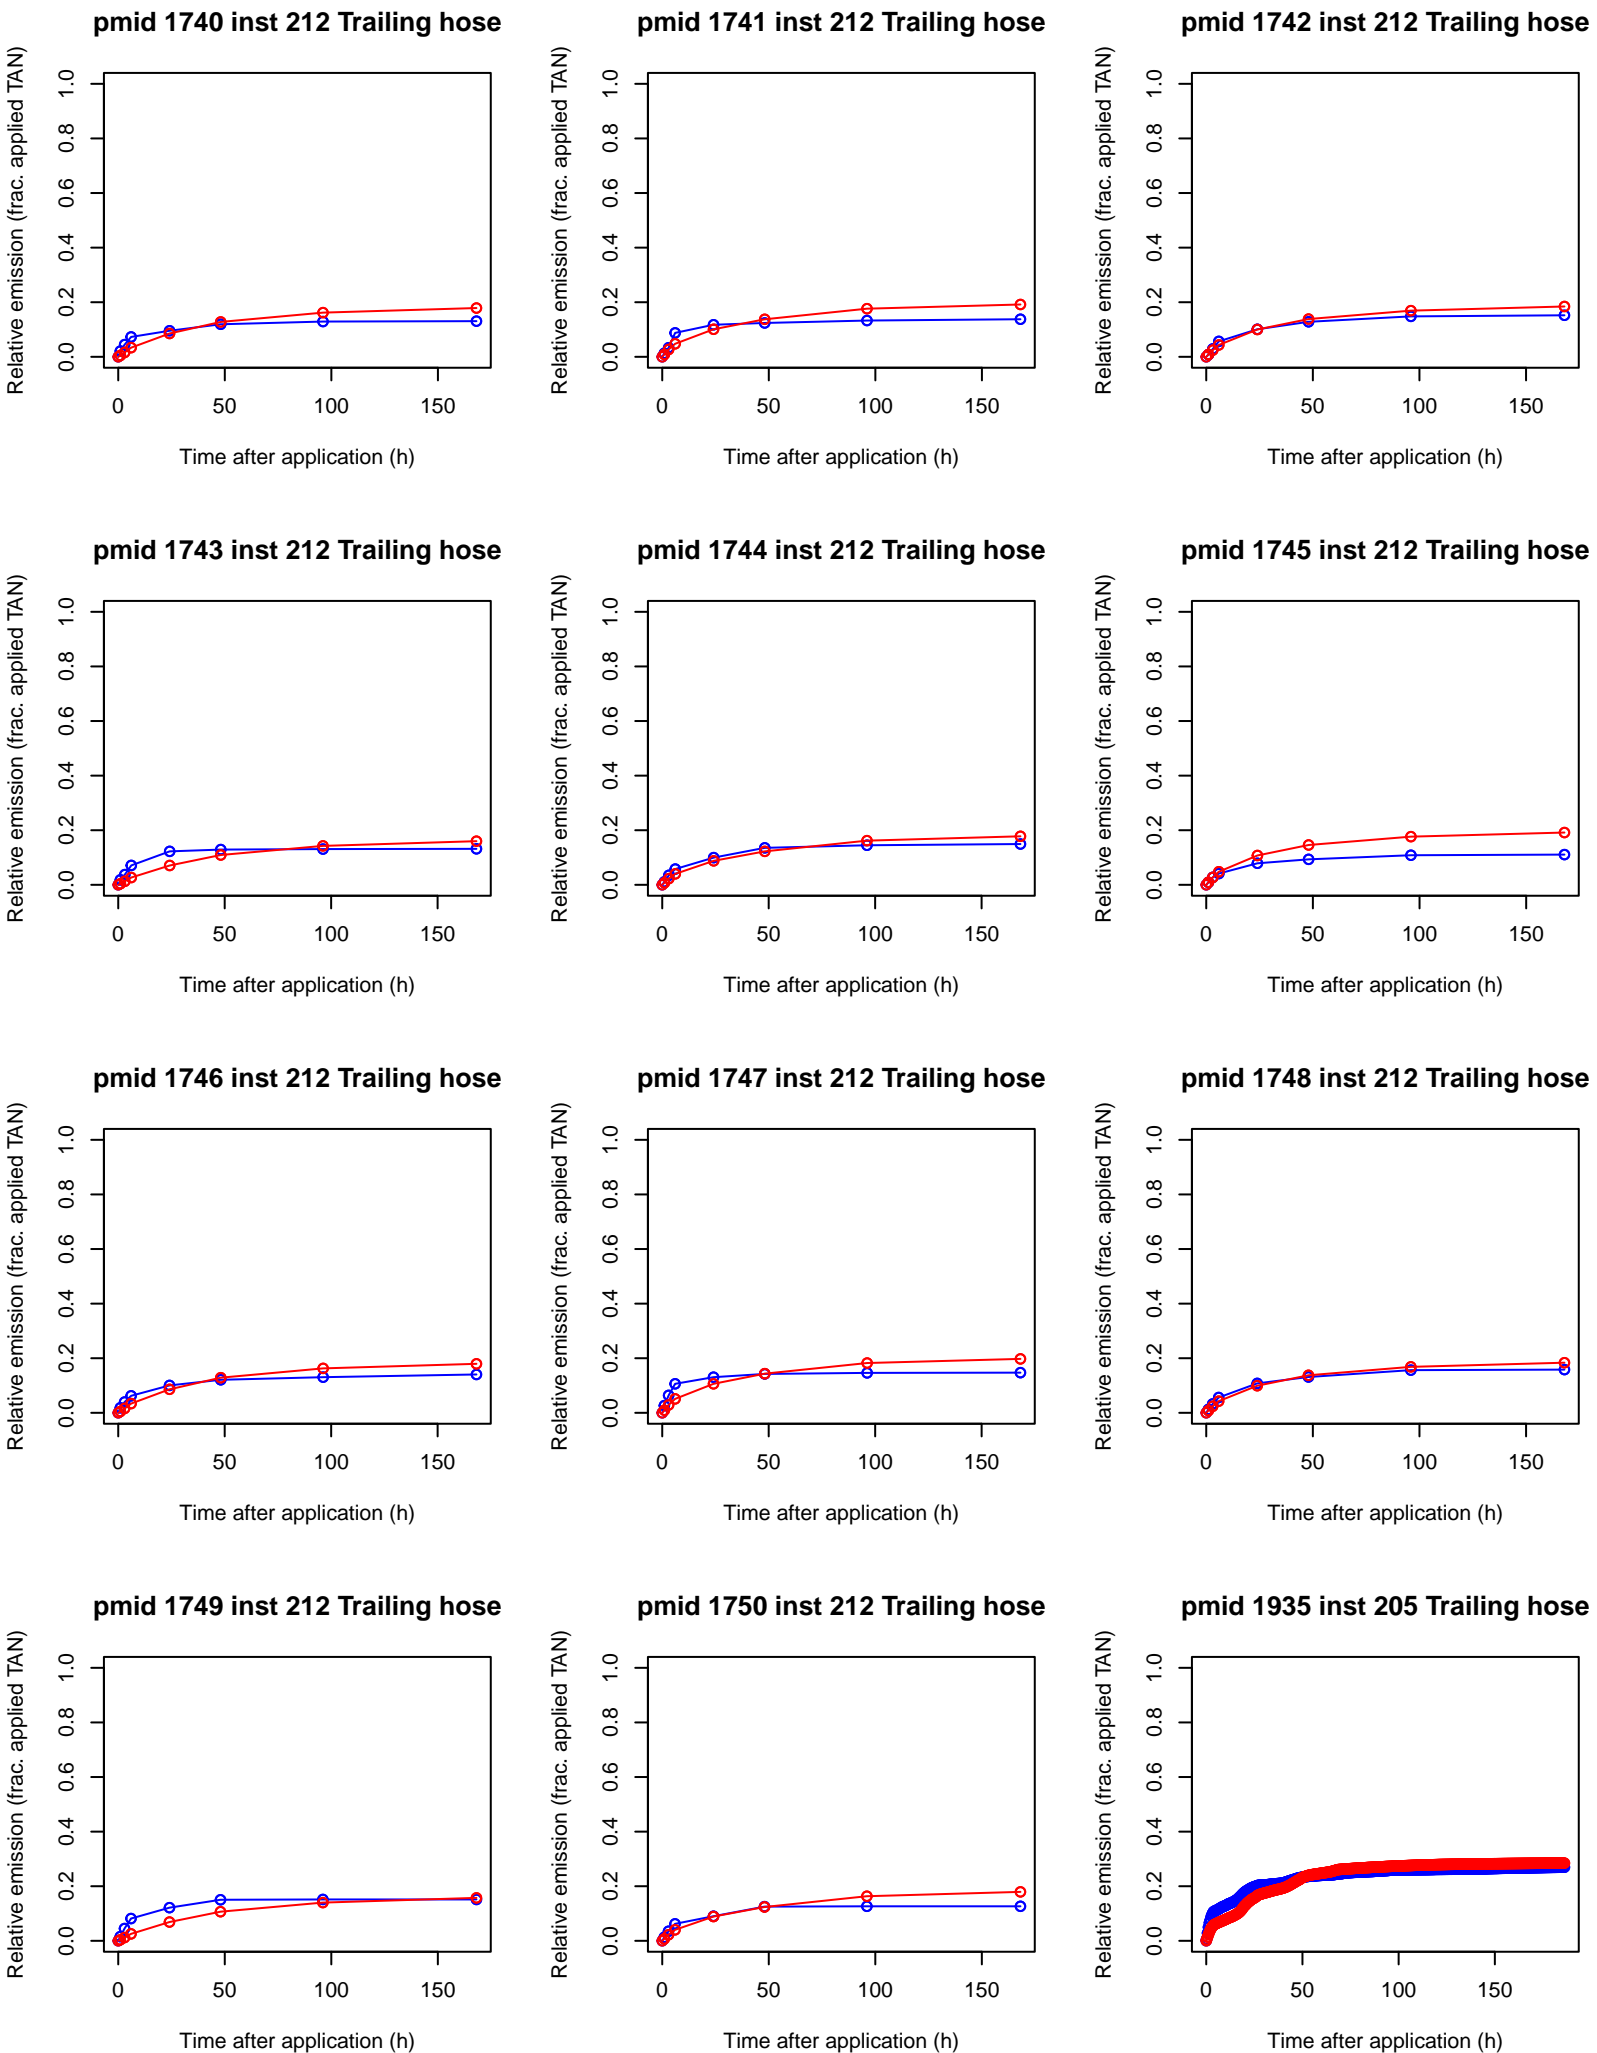 pmid 1740 inst 212 Trailing hose
Relative emission (frac. applied TAN)
1.0
0.8
0.6
0.4
0.2
0.0
0 50 100 150
Time after application (h)
pmid 1741 inst 212 Trailing hose
Relative emission (frac. applied TAN)
1.0
0.8
0.6
0.4
0.2
0.0
0 50 100 150
Time after application (h)
pmid 1742 inst 212 Trailing hose
Relative emission (frac. applied TAN)
1.0
0.8
0.6
0.4
0.2
0.0
0 50 100 150
Time after application (h)
pmid 1743 inst 212 Trailing hose
Relative emission (frac. applied TAN)
1.0
0.8
0.6
0.4
0.2
0.0
0 50 100 150
Time after application (h)
pmid 1744 inst 212 Trailing hose
Relative emission (frac. applied TAN)
1.0
0.8
0.6
0.4
0.2
0.0
0 50 100 150
Time after application (h)
pmid 1745 inst 212 Trailing hose
Relative emission (frac. applied TAN)
1.0
0.8
0.6
0.4
0.2
0.0
0 50 100 150
Time after application (h)
pmid 1746 inst 212 Trailing hose
Relative emission (frac. applied TAN)
1.0
0.8
0.6
0.4
0.2
0.0
0 50 100 150
Time after application (h)
pmid 1747 inst 212 Trailing hose
Relative emission (frac. applied TAN)
1.0
0.8
0.6
0.4
0.2
0.0
0 50 100 150
Time after application (h)
pmid 1748 inst 212 Trailing hose
Relative emission (frac. applied TAN)
1.0
0.8
0.6
0.4
0.2
0.0
0 50 100 150
Time after application (h)
pmid 1749 inst 212 Trailing hose
Relative emission (frac. applied TAN)
1.0
0.8
0.6
0.4
0.2
0.0
0 50 100 150
Time after application (h)
pmid 1750 inst 212 Trailing hose
Relative emission (frac. applied TAN)
1.0
0.8
0.6
0.4
0.2
0.0
0 50 100 150
Time after application (h)
pmid 1935 inst 205 Trailing hose
Relative emission (frac. applied TAN)
1.0
0.8
0.6
0.4
0.2
0.0
0 50 100 150
Time after application (h)